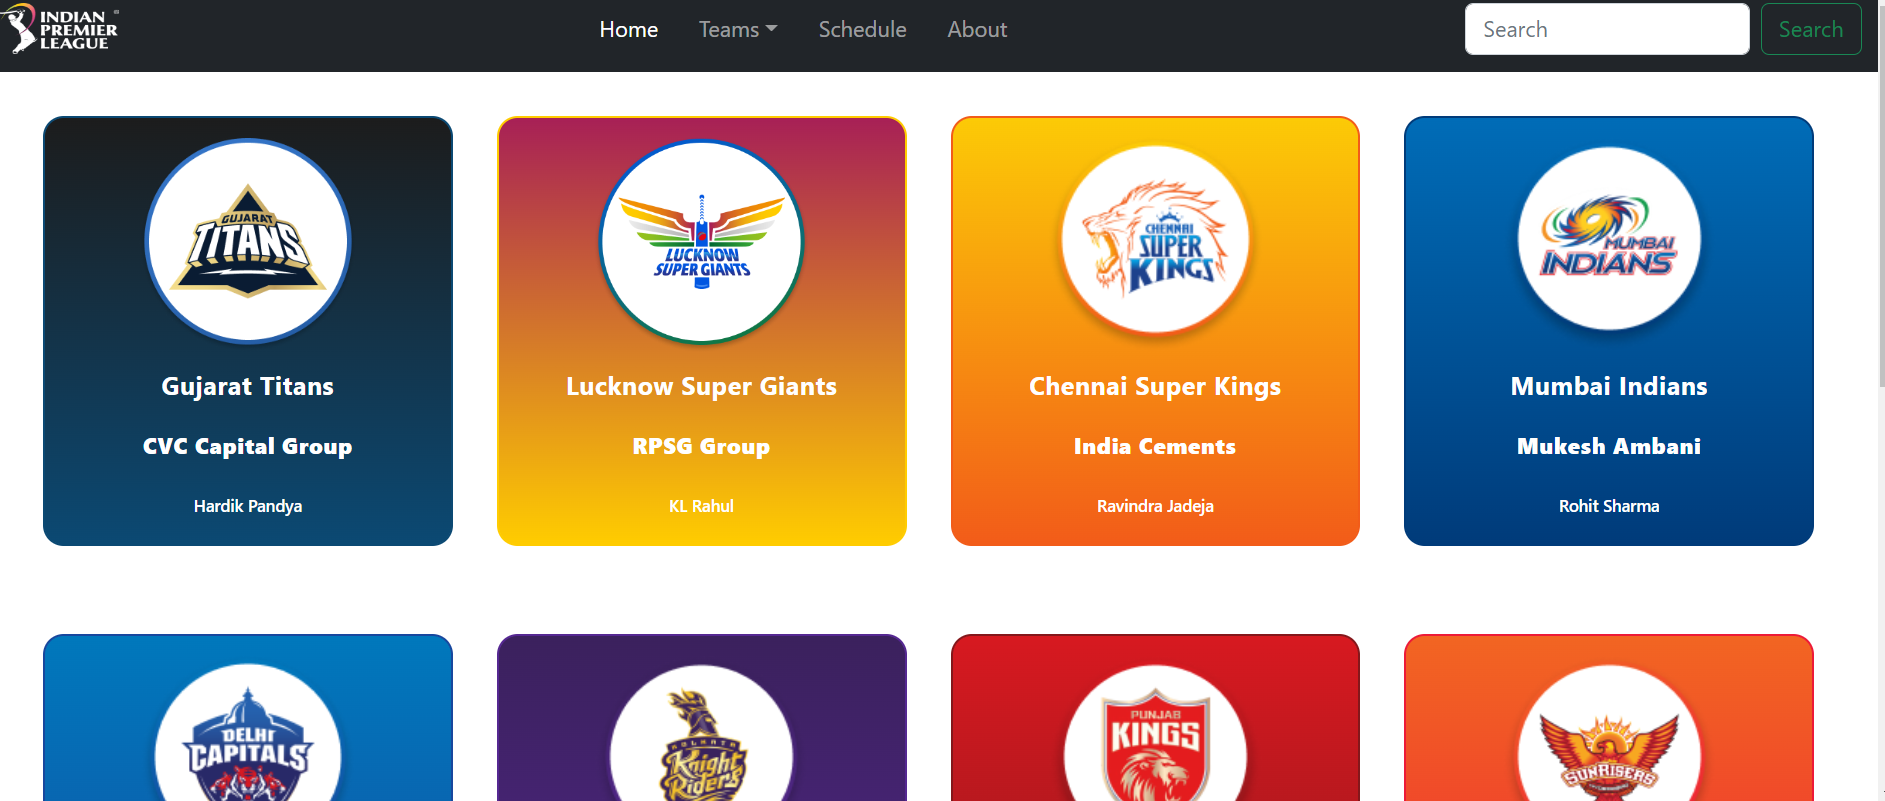 INDIAN
PREMIER
LEAGUE
Home
Teams
Schedule
About
Search
Search
GUJARAT
TITANS
LUCKNOW
SUPER GIANTS
CHENNAI
SUPER
KINGS
MUMBAI
INDIANS
Gujarat Titans
Lucknow Super Giants
Chennai Super Kings
Mumbai Indians
CVC Capital Group
RPSG Group
India Cements
Mukesh Ambani
Hardik Pandya
KL Rahul
Ravindra Jadeja
Rohit Sharma
DELHI
CAPITALS
KOLKATA
Knight
Riders
PUNJAB
KINGS
SUNRISERS